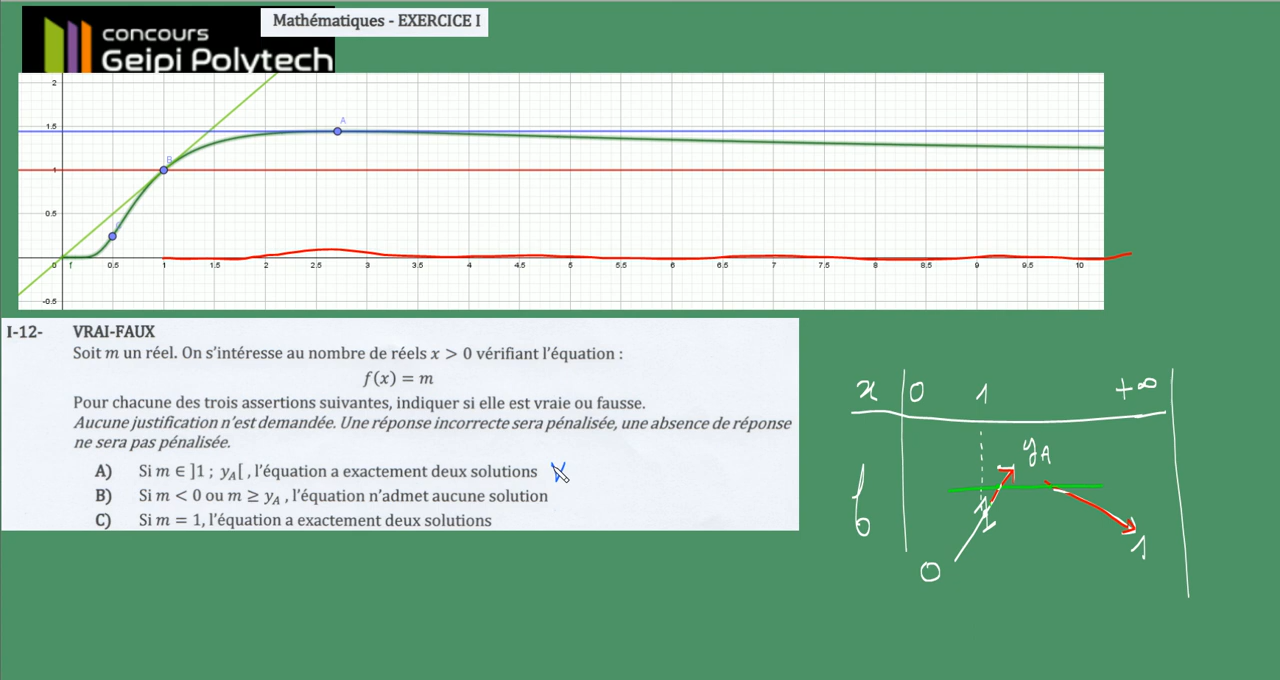 Mathématiques - EXERCICE I
concours
Geipi Polytech
2
1.5
1
0.5
0
-0.5
A
B
f
0.5 1 1.5 2 2.5 3 3.5 4 4.5 5 5.5 6 6.5 7 7.5 8 8.5 9 9.5 10
I-12- VRAI-FAUX
Soit m un réel. On s'intéresse au nombre de réels x > 0 vérifiant l'équation :
f(x) = m
Pour chacune des trois assertions suivantes, indiquer si elle est vraie ou fausse.
Aucune justification n'est demandée. Une réponse incorrecte sera pénalisée, une absence de réponse
ne sera pas pénalisée.
A) Si m ∈ ]1 ; yA[ , l'équation a exactement deux solutions V
B) Si m < 0 ou m ≥ yA , l'équation n'admet aucune solution
C) Si m = 1, l'équation a exactement deux solutions
x 0 1 +∞
yA
f 1
0 1